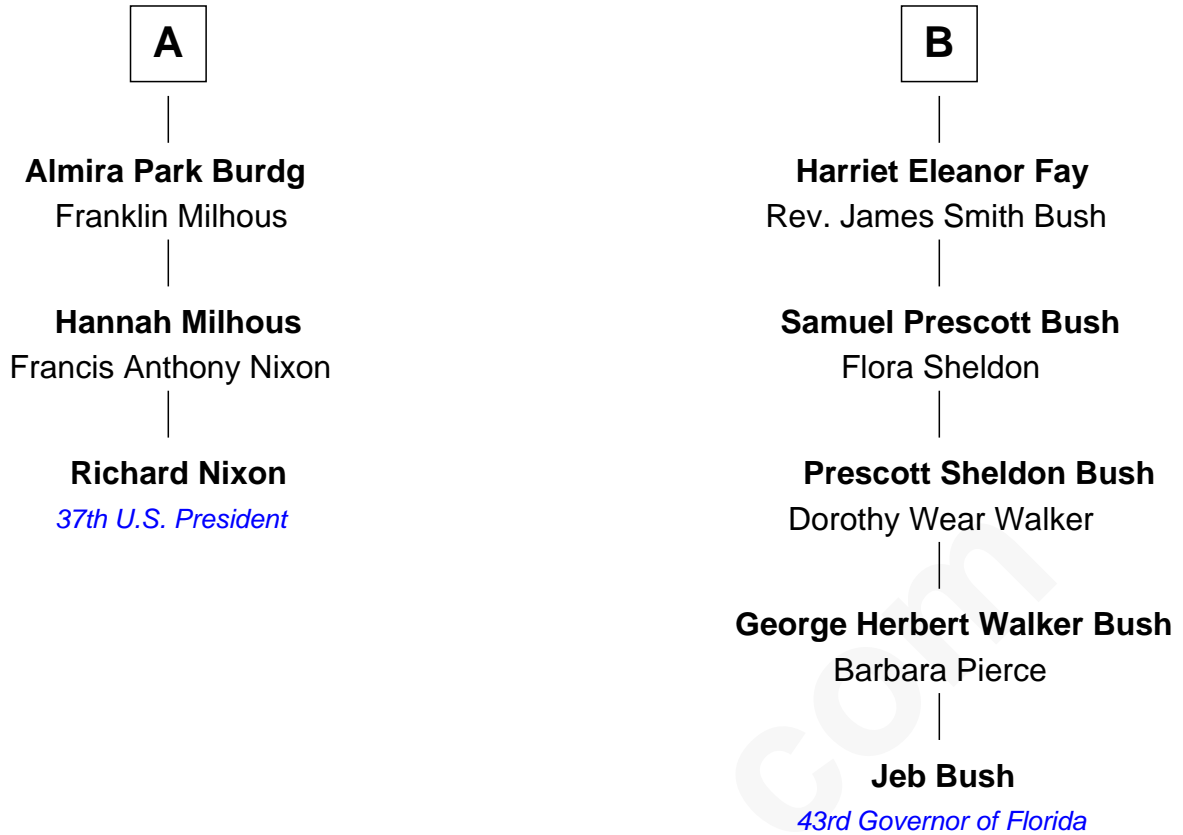 A
Almira Park Burdg
Franklin Milhous
Hannah Milhous
Francis Anthony Nixon
Richard Nixon
37th U.S. President
B
Harriet Eleanor Fay
Rev. James Smith Bush
Samuel Prescott Bush
Flora Sheldon
Prescott Sheldon Bush
Dorothy Wear Walker
George Herbert Walker Bush
Barbara Pierce
Jeb Bush
43rd Governor of Florida
com